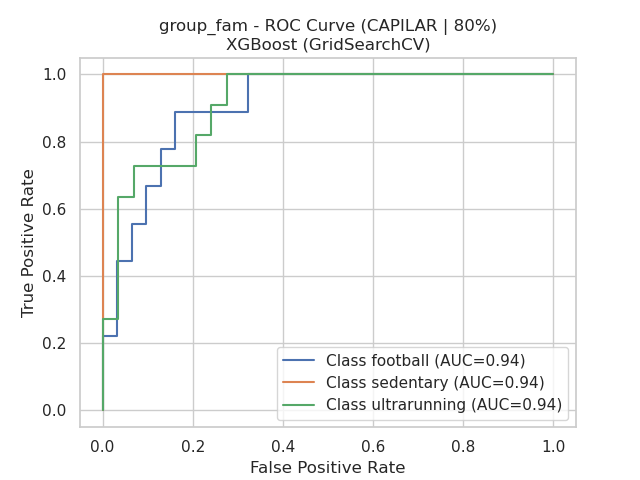 group_fam - ROC Curve (CAPILAR | 80%)
XGBoost (GridSearchCV)
1.0
0.8
0.6
0.4
0.2
0.0
True Positive Rate
Class football (AUC=0.94)
Class sedentary (AUC=0.94)
Class ultrarunning (AUC=0.94)
0.0 0.2 0.4 0.6 0.8 1.0
False Positive Rate